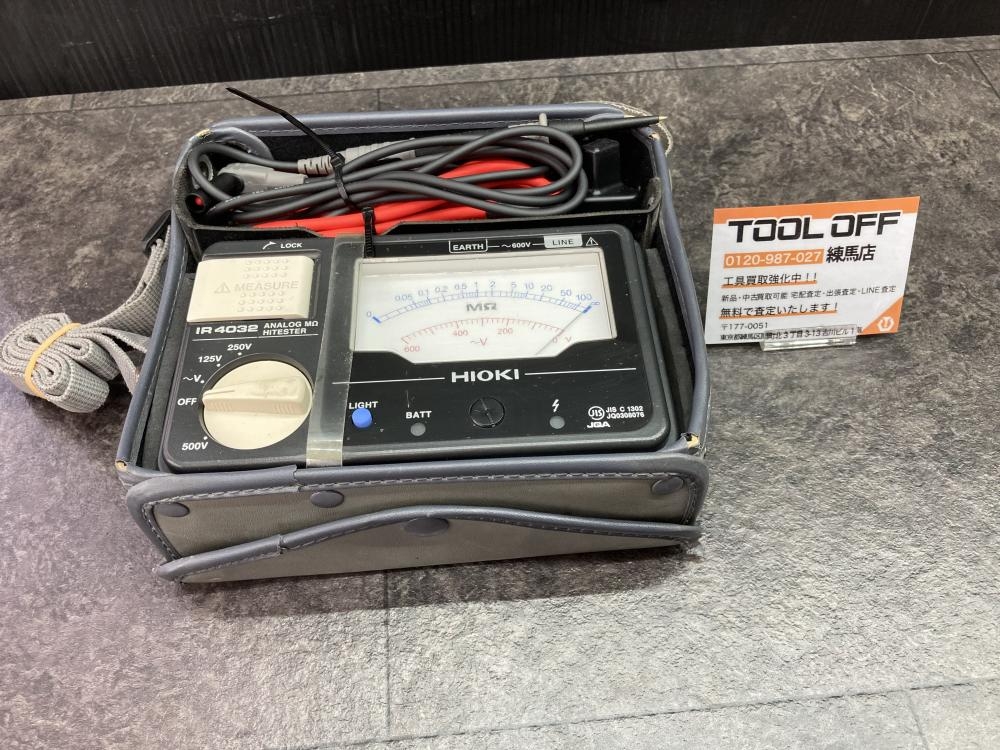 LOCK
EARTH ~600V LINE
MEASURE
IR 4032 ANALOG MΩ
HITESTER
0 0.05 0.1 0.2 0.5 1 2 5 10 20 50 100 ∞
MΩ
600 400 200 0
~V V
HIOKI
250V
125V
~V
OFF
500V
LIGHT
BATT
JIS JIS C 1302
JQ0308076
JQA
TOOL OFF
0120-987-027 練馬店
工具買取強化中!!
新品・中古買取可能 宅配査定・出張査定・LINE査定
無料で査定いたします!
〒177-0051